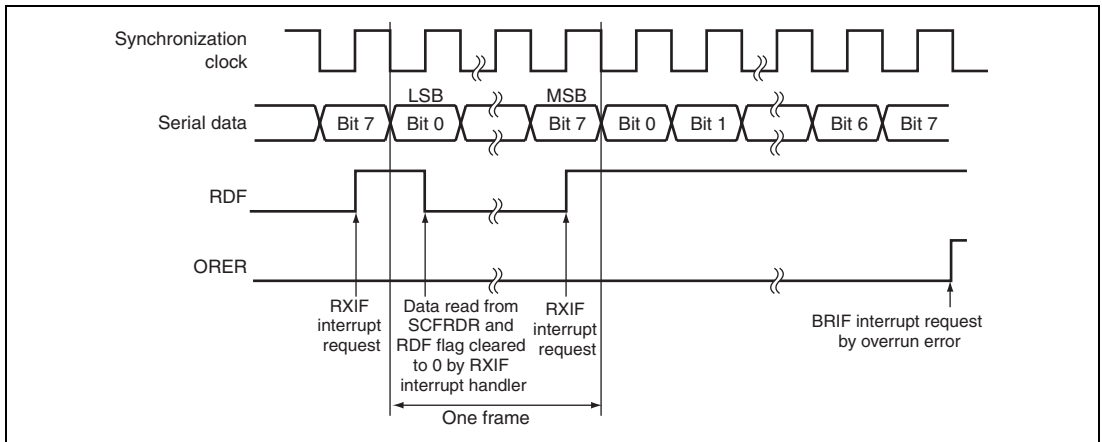 Synchronization
clock
LSB
MSB
Serial data
Bit 7
Bit 0
Bit 7
Bit 0
Bit 1
Bit 6
Bit 7
RDF
ORER
RXIF
interrupt
request
Data read from
SCFRDR and
RDF flag cleared
to 0 by RXIF
interrupt handler
RXIF
interrupt
request
BRIF interrupt request
by overrun error
One frame